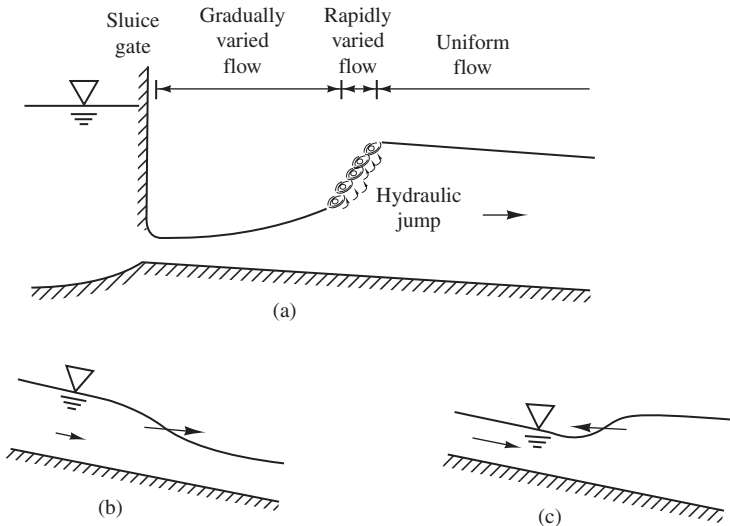 Sluice
gate
Gradually
varied
flow
Rapidly
varied
flow
Uniform
flow
Hydraulic
jump
(a)
(b)
(c)